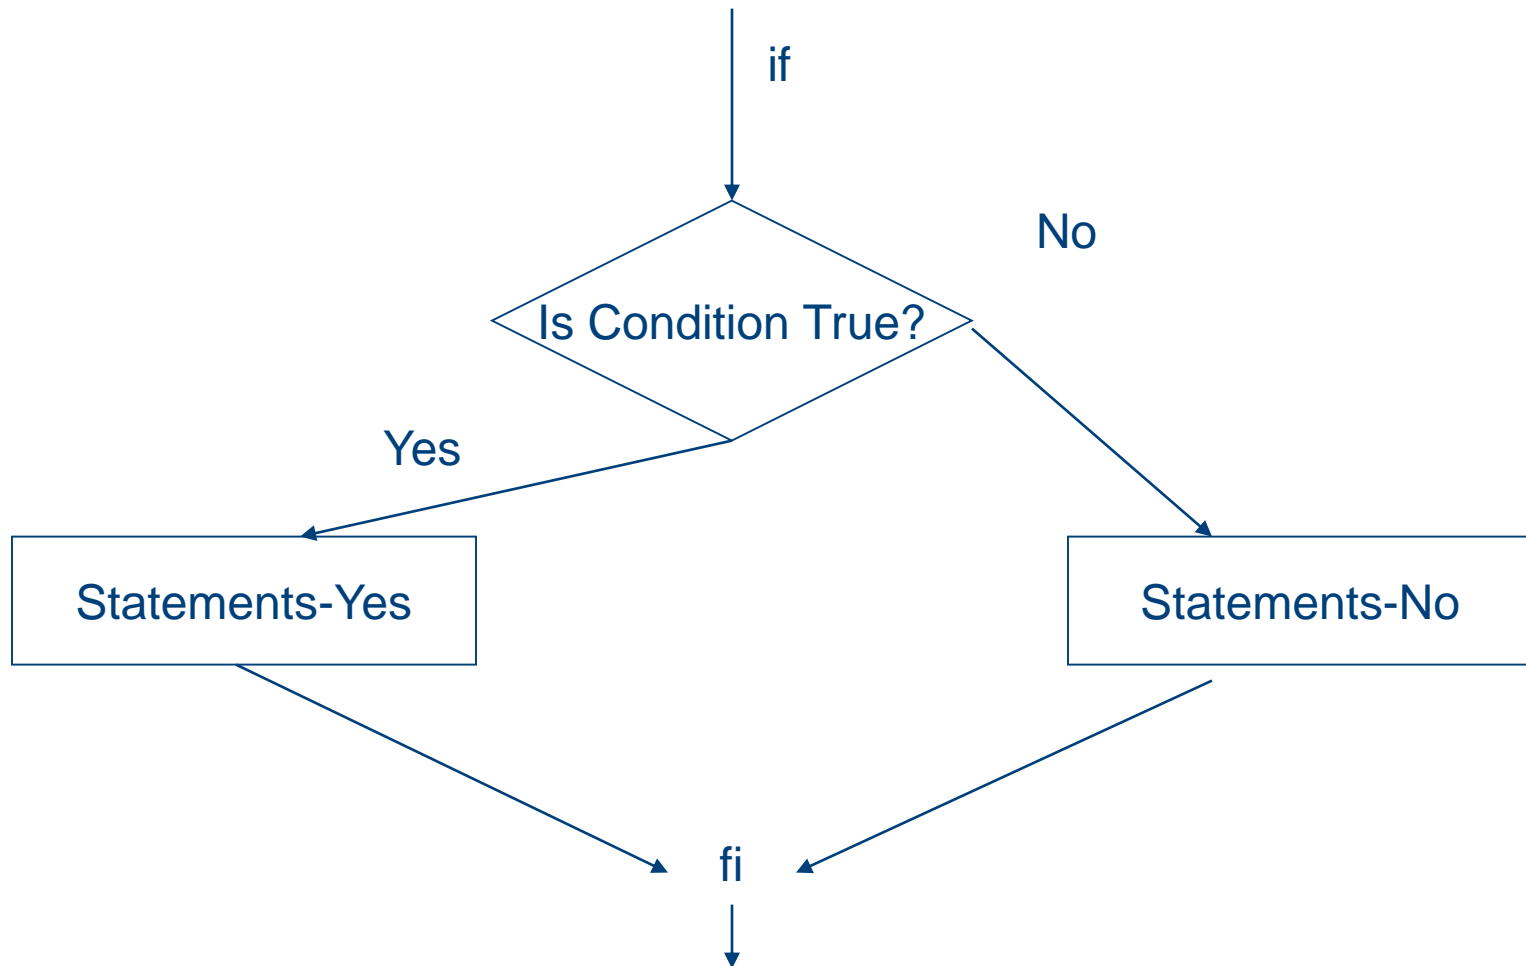 if
No
Is Condition True?
Yes
Statements-Yes
Statements-No
fi